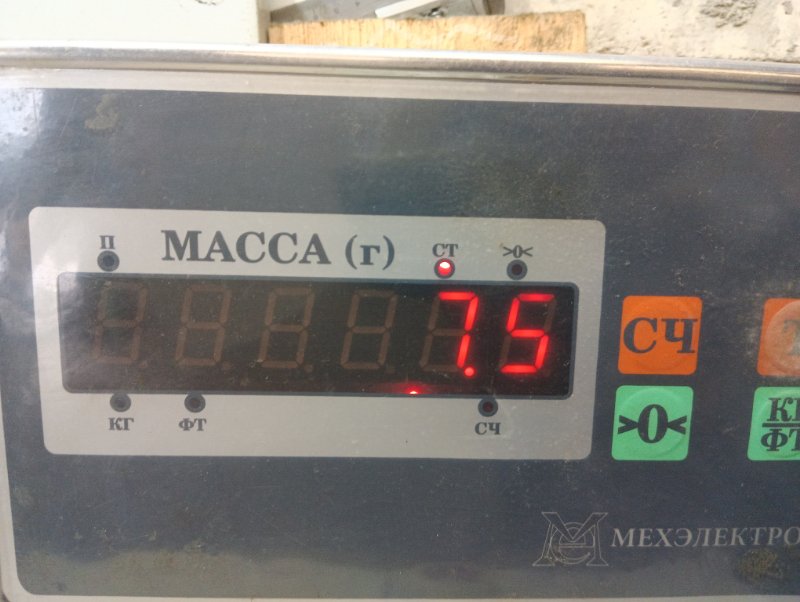 П МАССА (г) СТ >0<
7.5
КГ ФТ СЧ
СЧ
>0<
МЕХЭЛЕКТРО